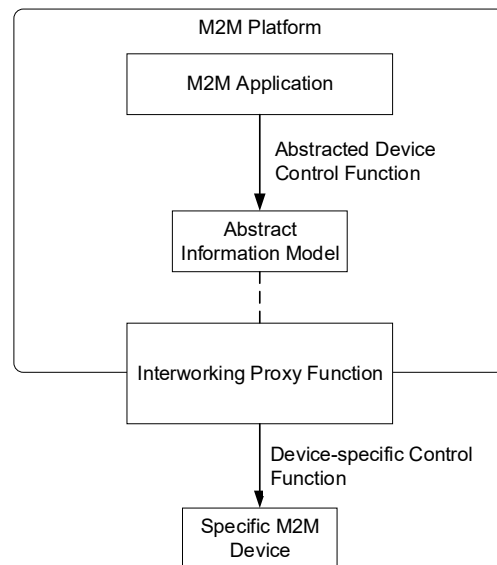 M2M Platform
M2M Application
Abstracted Device
Control Function
Abstract
Information Model
Interworking Proxy Function
Device-specific Control
Function
Specific M2M
Device